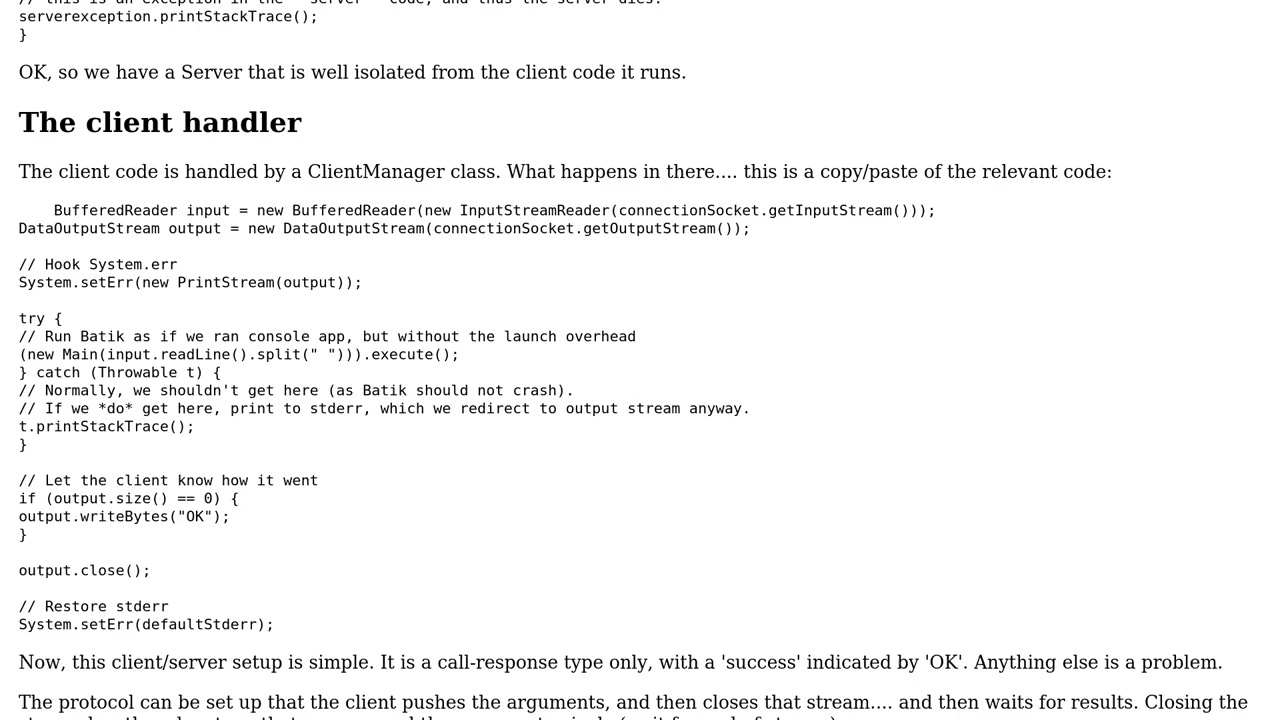 serverexception.printStackTrace();
}
OK, so we have a Server that is well isolated from the client code it runs.
The client handler
The client code is handled by a ClientManager class. What happens in there.... this is a copy/paste of the relevant code:
BufferedReader input = new BufferedReader(new InputStreamReader(connectionSocket.getInputStream()));
DataOutputStream output = new DataOutputStream(connectionSocket.getOutputStream());
// Hook System.err
System.setErr(new PrintStream(output));
try {
// Run Batik as if we ran console app, but without the launch overhead
(new Main(input.readLine().split(" "))).execute();
} catch (Throwable t) {
// Normally, we shouldn't get here (as Batik should not crash).
// If we *do* get here, print to stderr, which we redirect to output stream anyway.
t.printStackTrace();
}
// Let the client know how it went
if (output.size() == 0) {
output.writeBytes("OK");
}
output.close();
// Restore stderr
System.setErr(defaultStderr);
Now, this client/server setup is simple. It is a call-response type only, with a 'success' indicated by 'OK'. Anything else is a problem.
The protocol can be set up that the client pushes the arguments, and then closes that stream.... and then waits for results. Closing the